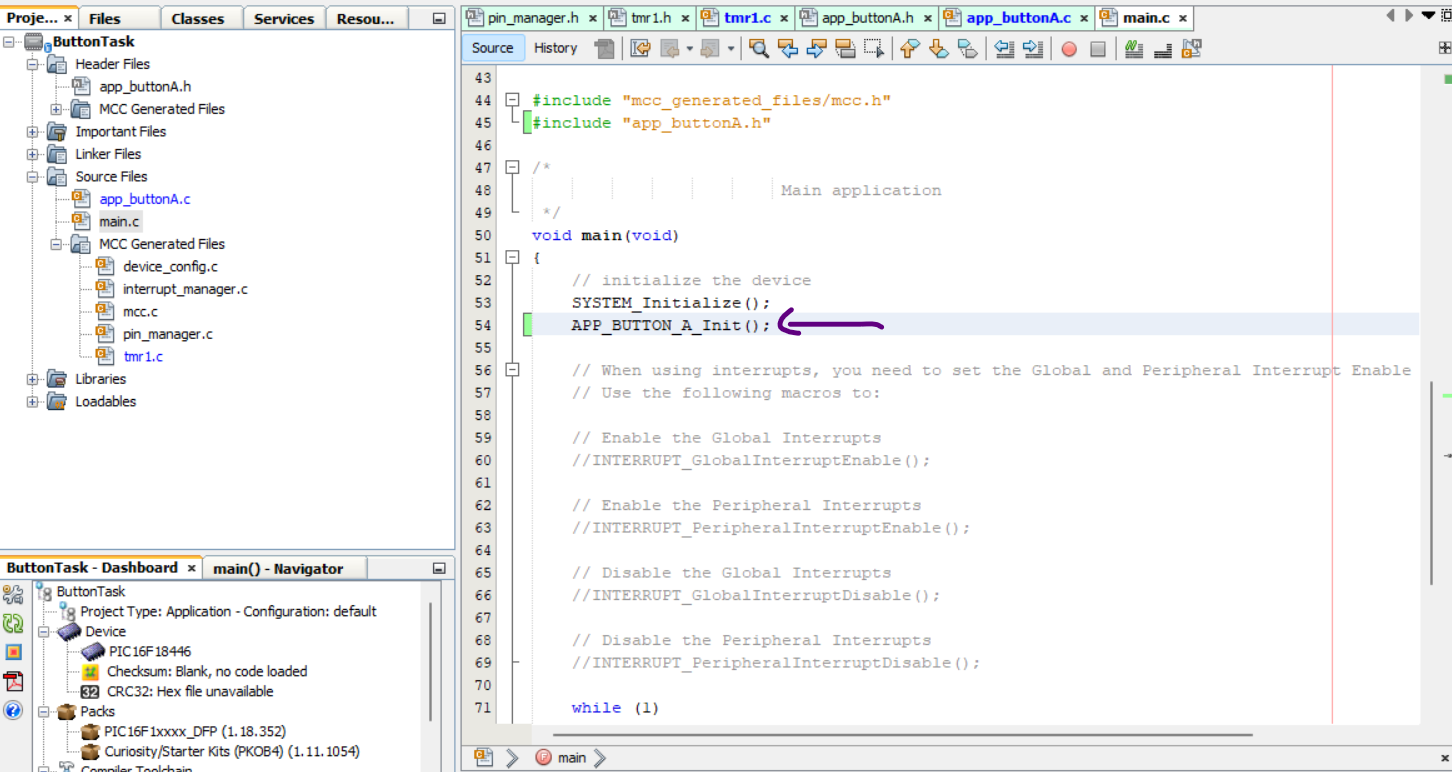 Proje... × Files Classes Services Resou...
pin_manager.h × tmr1.h × tmr1.c × app_buttonA.h × app_buttonA.c × main.c ×
Source History
ButtonTask
Header Files
app_buttonA.h
MCC Generated Files
Important Files
Linker Files
Source Files
app_buttonA.c
main.c
MCC Generated Files
device_config.c
interrupt_manager.c
mcc.c
pin_manager.c
tmr1.c
Libraries
Loadables
43
44 #include "mcc_generated_files/mcc.h"
45 #include "app_buttonA.h"
46
47 /*
48 Main application
49 */
50 void main(void)
51 {
52 // initialize the device
53 SYSTEM_Initialize();
54 APP_BUTTON_A_Init();
55
56 // When using interrupts, you need to set the Global and Peripheral Interrupt Enable
57 // Use the following macros to:
58
59 // Enable the Global Interrupts
60 //INTERRUPT_GlobalInterruptEnable();
61
62 // Enable the Peripheral Interrupts
63 //INTERRUPT_PeripheralInterruptEnable();
64
65 // Disable the Global Interrupts
66 //INTERRUPT_GlobalInterruptDisable();
67
68 // Disable the Peripheral Interrupts
69 //INTERRUPT_PeripheralInterruptDisable();
70
71 while (1)
main ×
ButtonTask - Dashboard × main() - Navigator
ButtonTask
Project Type: Application - Configuration: default
Device
PIC16F18446
Checksum: Blank, no code loaded
32 CRC32: Hex file unavailable
Packs
PIC16F1xxxx_DFP (1.18.352)
Curiosity/Starter Kits (PKOB4) (1.11.1054)
Compiler Toolchain